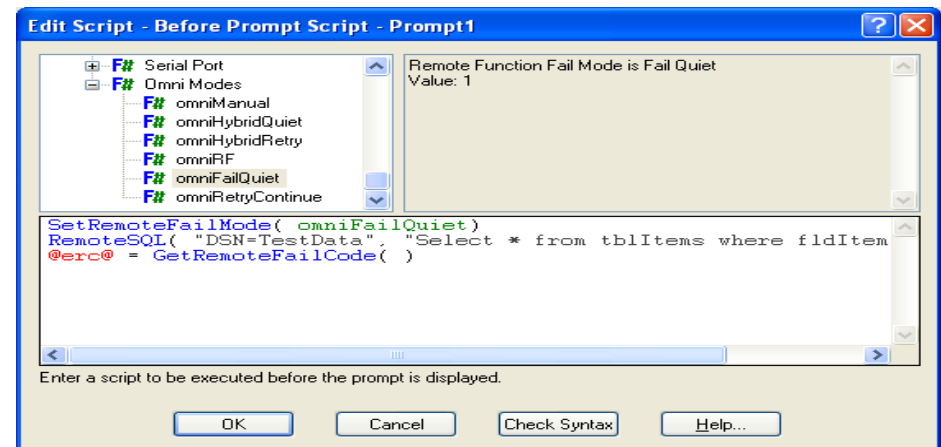 Edit Script - Before Prompt Script - Prompt1
F# Serial Port
F# Omni Modes
F# omniManual
F# omniHybridQuiet
F# omniHybridRetry
F# omniRF
F# omniFailQuiet
F# omniRetryContinue
Remote Function Fail Mode is Fail Quiet
Value: 1
SetRemoteFailMode( omniFailQuiet)
RemoteSQL( "DSN=TestData", "Select * from tblItems where fldItem
@erc@ = GetRemoteFailCode( )
Enter a script to be executed before the prompt is displayed.
OK
Cancel
Check Syntax
Help...